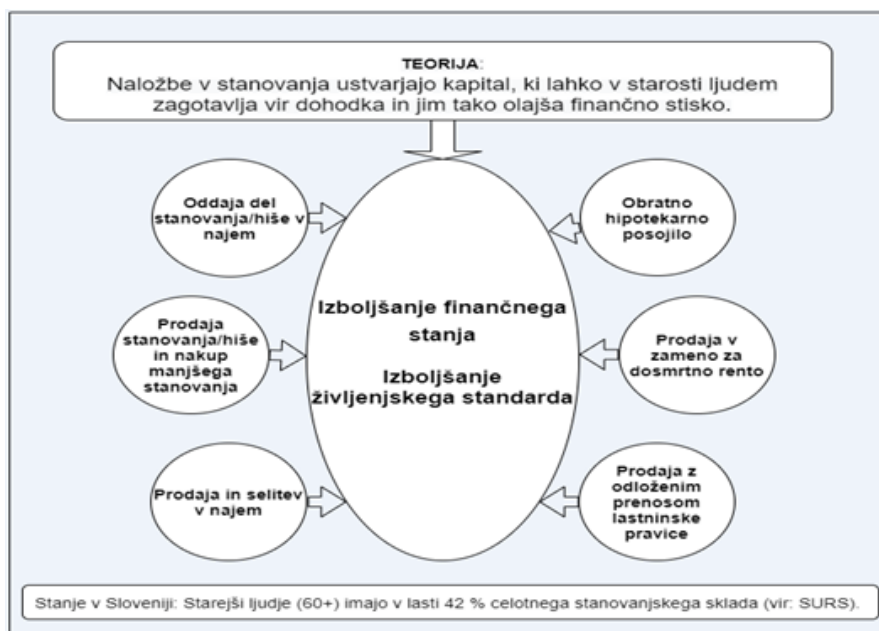 TEORIJA:
Naložbe v stanovanja ustvarjajo kapital, ki lahko v starosti ljudem
zagotavlja vir dohodka in jim tako olajša finančno stisko.
Oddaja del
stanovanja/hiše v
najem
Obratno
hipotekarno
posojilo
Prodaja
stanovanja/hiše
in nakup
manjšega
stanovanja
Izboljšanje finančnega
stanja
Izboljšanje
življenjskega standarda
Prodaja v
zameno za
dosmrtno rento
Prodaja in selitev
v najem
Prodaja z
odloženim
prenosom
lastninske
pravice
Stanje v Sloveniji: Starejši ljudje (60+) imajo v lasti 42 % celotnega stanovanjskega sklada (vir: SURS).